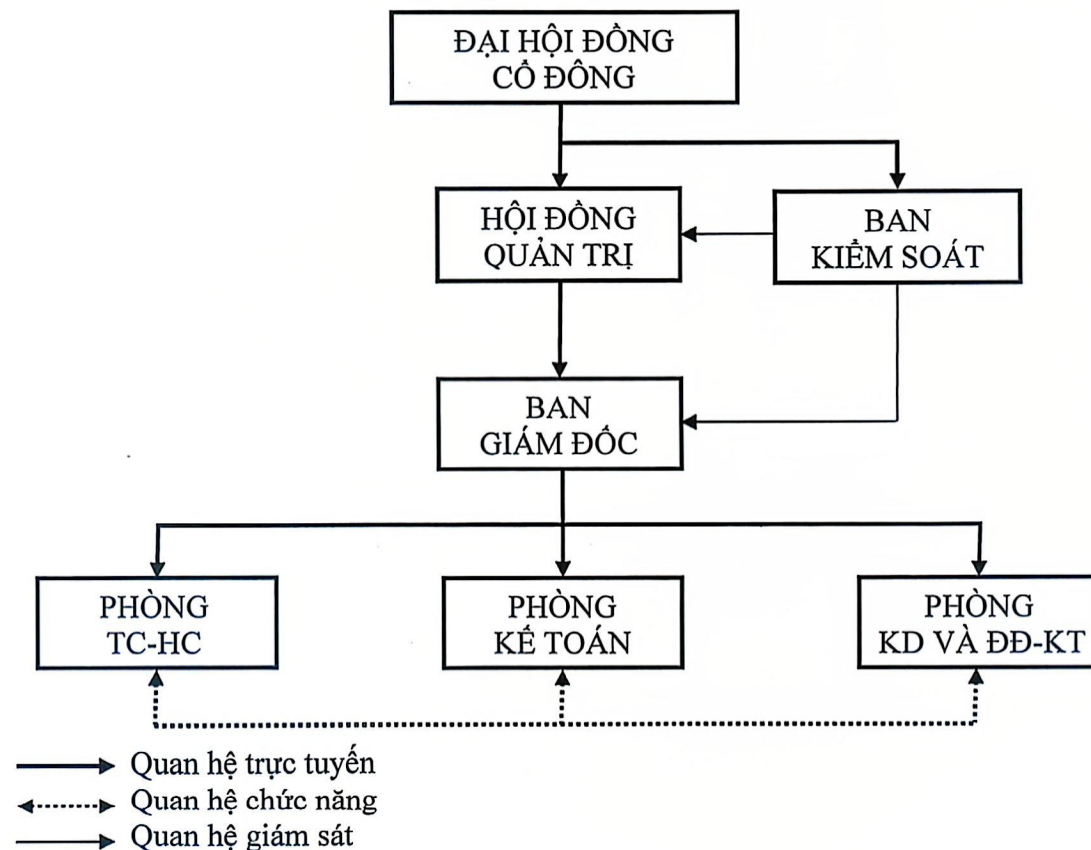 ĐẠI HỘI ĐỒNG
CỔ ĐÔNG
HỘI ĐỒNG
QUẢN TRỊ
BAN
KIỂM SOÁT
BAN
GIÁM ĐỐC
PHÒNG
TC-HC
PHÒNG
KẾ TOÁN
PHÒNG
KD VÀ ĐĐ-KT
Quan hệ trực tuyến
Quan hệ chức năng
Quan hệ giám sát